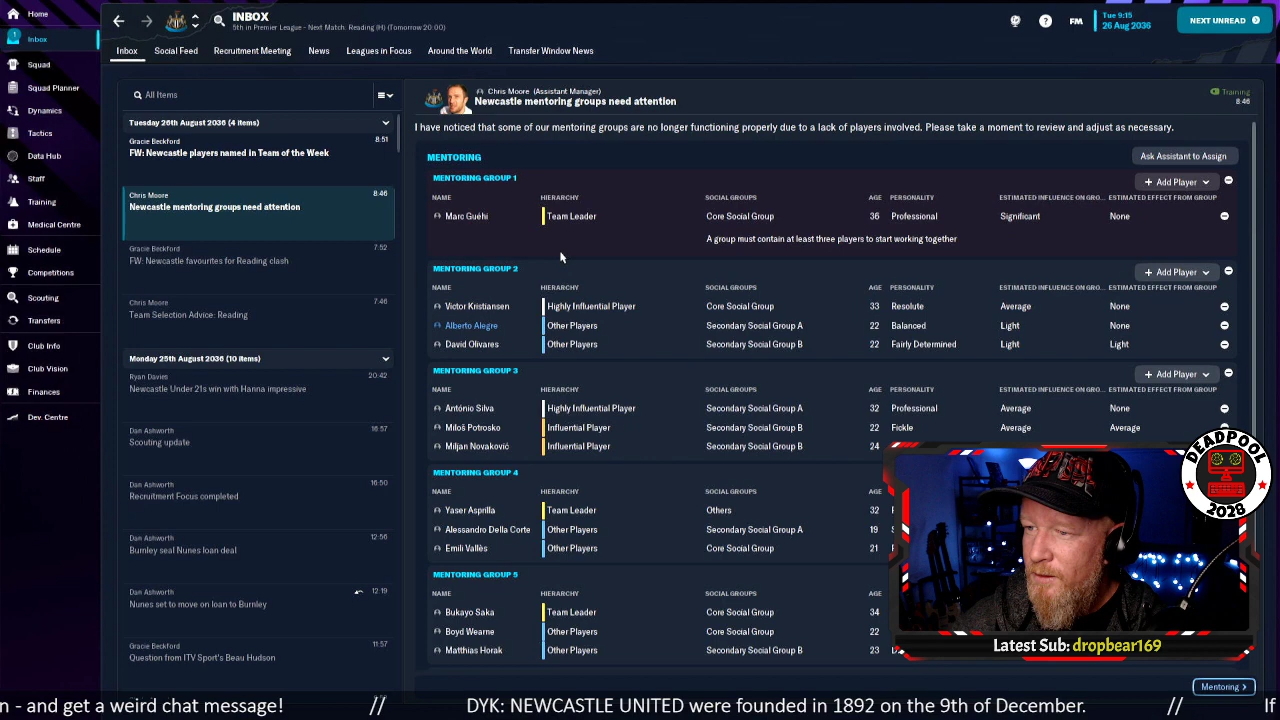 Home
1
Inbox
Squad
Squad Planner
Dynamics
Tactics
Data Hub
Staff
Training
Medical Centre
Schedule
Competitions
Scouting
Transfers
Club Info
Club Vision
Finances
Dev. Centre
INBOX
5th in Premier League - Next Match: Reading (H) (Tomorrow 20:00)
FM
Tue 9:15
26 Aug 2036
NEXT UNREAD
Inbox Social Feed Recruitment Meeting News Leagues in Focus Around the World Transfer Window News
All Items
Tuesday 26th August 2036 (4 items)
Gracie Beckford 8:51
FW: Newcastle players named in Team of the Week
Chris Moore 8:46
Newcastle mentoring groups need attention
Gracie Beckford 7:52
FW: Newcastle favourites for Reading clash
Chris Moore 7:46
Team Selection Advice: Reading
Monday 25th August 2036 (10 items)
Ryan Davies 20:42
Newcastle Under 21s win with Hanna impressive
Dan Ashworth 16:57
Scouting update
Dan Ashworth 16:50
Recruitment Focus completed
Dan Ashworth 12:56
Burnley seal Nunes loan deal
Dan Ashworth 12:19
Nunes set to move on loan to Burnley
Gracie Beckford 11:57
Question from ITV Sport's Beau Hudson
Chris Moore (Assistant Manager)
Newcastle mentoring groups need attention
Training
8:46
I have noticed that some of our mentoring groups are no longer functioning properly due to a lack of players involved. Please take a moment to review and adjust as necessary.
MENTORING Ask Assistant to Assign
MENTORING GROUP 1 + Add Player
NAME HIERARCHY SOCIAL GROUPS AGE PERSONALITY ESTIMATED INFLUENCE ON GRO... ESTIMATED EFFECT FROM GROUP
Marc Guéhi Team Leader Core Social Group 36 Professional Significant None
A group must contain at least three players to start working together
MENTORING GROUP 2 + Add Player
NAME HIERARCHY SOCIAL GROUPS AGE PERSONALITY ESTIMATED INFLUENCE ON GRO... ESTIMATED EFFECT FROM GROUP
Victor Kristiansen Highly Influential Player Core Social Group 33 Resolute Average None
Alberto Alegre Other Players Secondary Social Group A 22 Balanced Light None
David Olivares Other Players Secondary Social Group B 22 Fairly Determined Light Light
MENTORING GROUP 3 + Add Player
NAME HIERARCHY SOCIAL GROUPS AGE PERSONALITY ESTIMATED INFLUENCE ON GRO... ESTIMATED EFFECT FROM GROUP
António Silva Highly Influential Player Secondary Social Group A 32 Professional Average None
Miloš Potrosko Influential Player Secondary Social Group B 22 Fickle Average Average
Miljan Novaković Influential Player Secondary Social Group B 24
MENTORING GROUP 4
NAME HIERARCHY SOCIAL GROUPS AGE
Yaser Asprilla Team Leader Others 32
Alessandro Della Corte Other Players Secondary Social Group A 19
Emili Vallès Other Players Core Social Group 21
MENTORING GROUP 5
NAME HIERARCHY SOCIAL GROUPS AGE
Bukayo Saka Team Leader Core Social Group 34
Boyd Wearne Other Players Core Social Group 22
Matthias Horak Other Players Secondary Social Group B 23
DEADPOOL
2028
Latest Sub: dropbear169
Mentoring >
n - and get a weird chat message! // DYK: NEWCASTLE UNITED were founded in 1892 on the 9th of December. // If